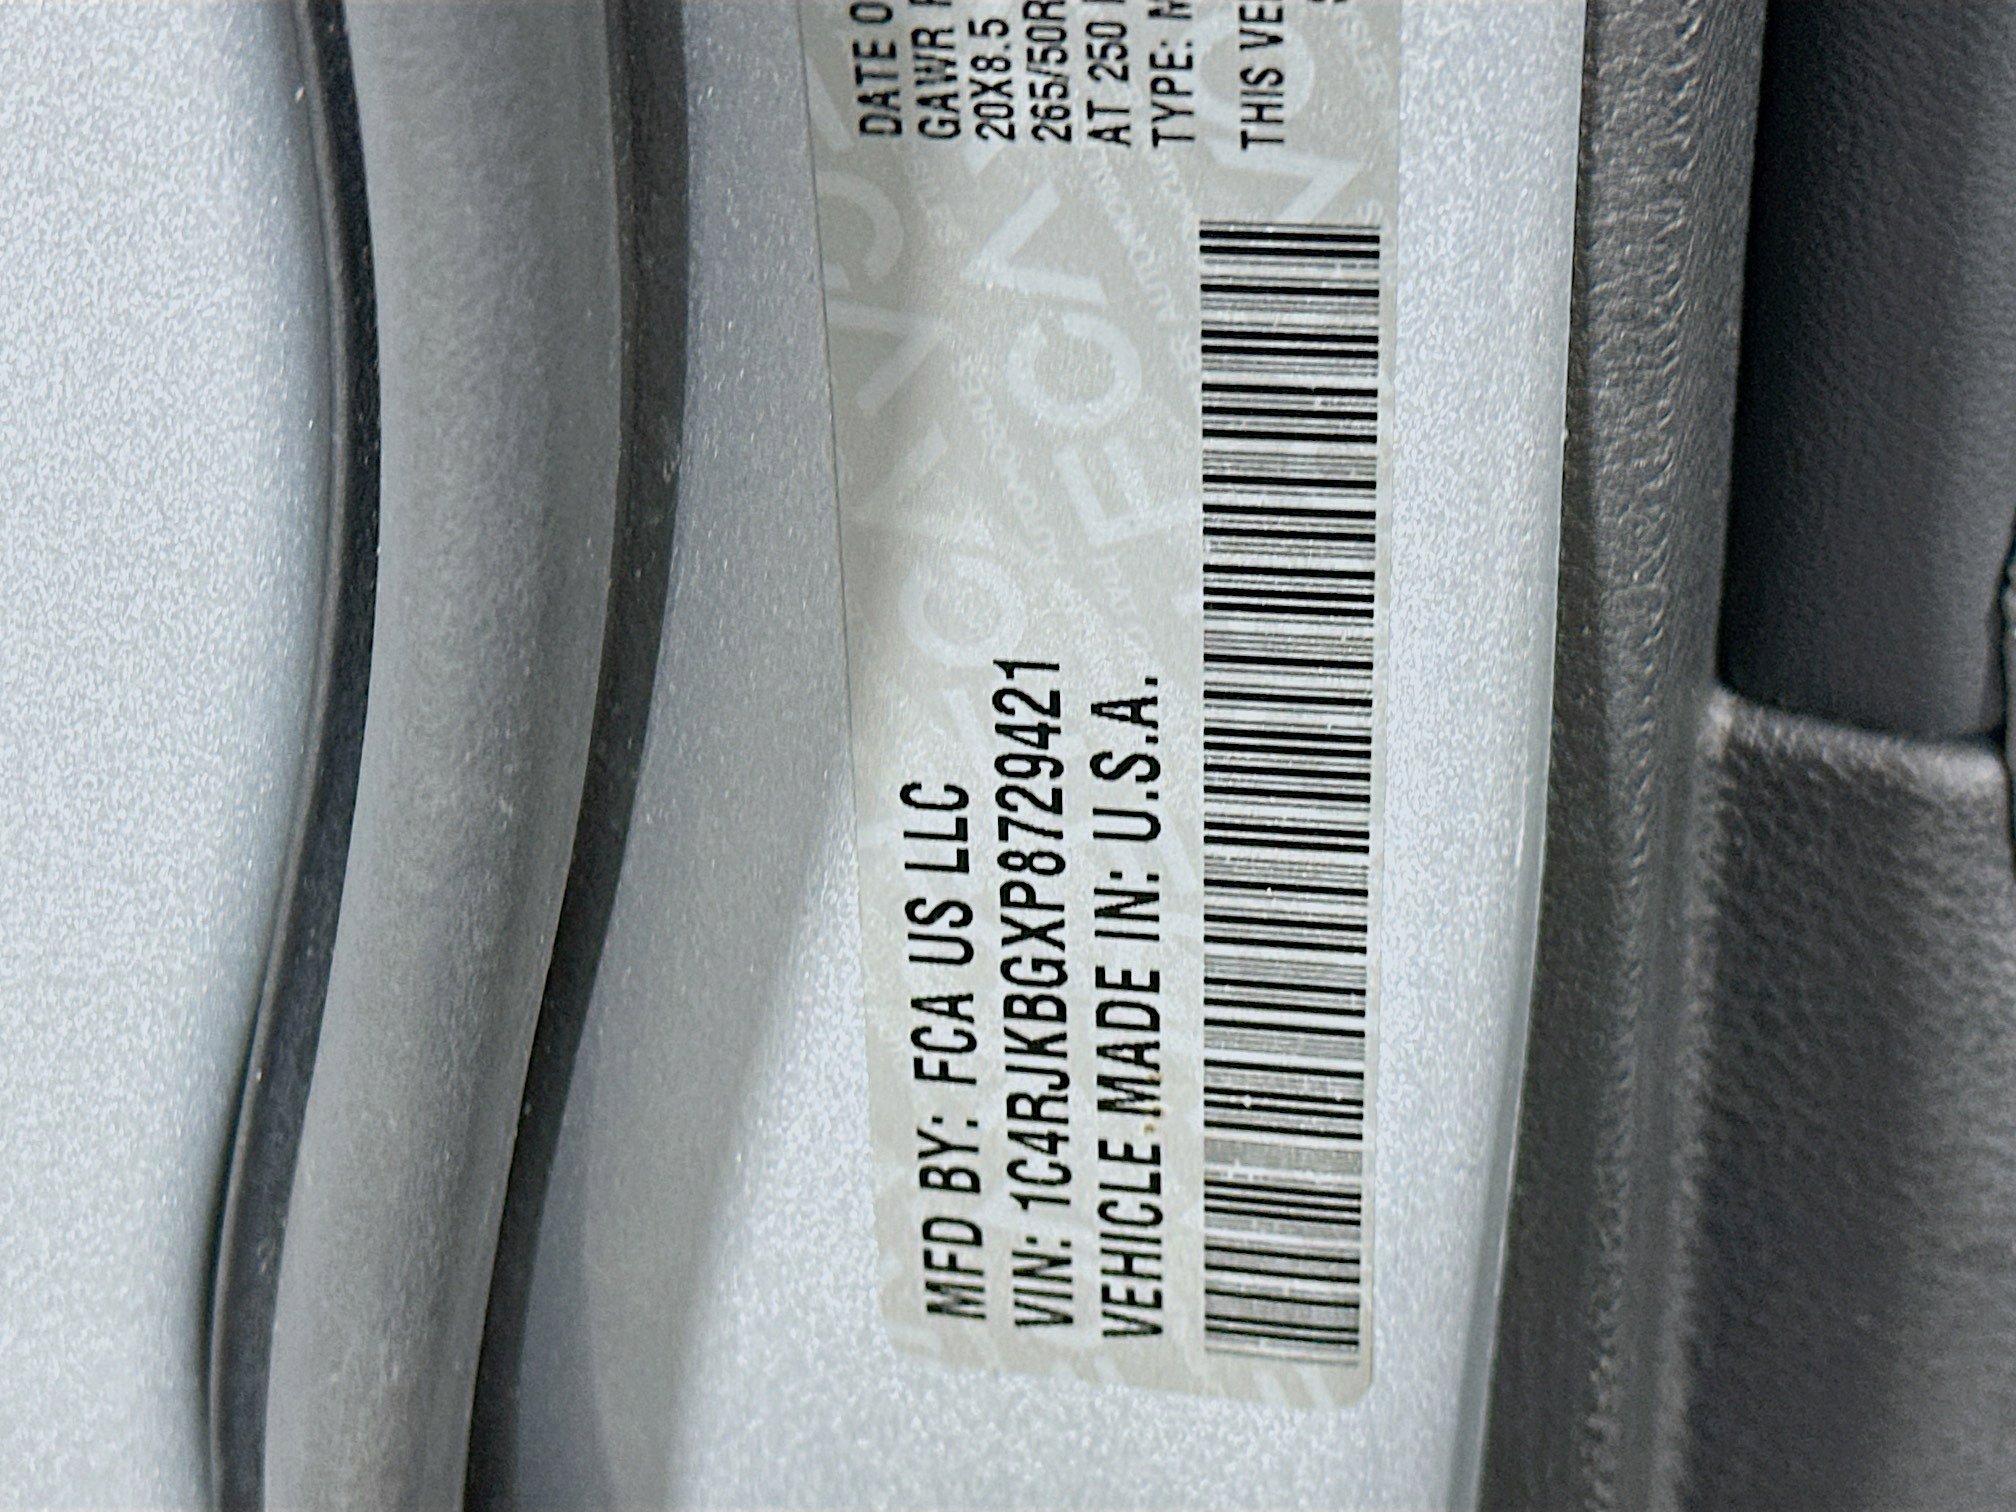 MFD BY: FCA US LLC
VIN: 1C4RJKBGXP8729421
VEHICLE MADE IN: U.S.A.
DATE O
GAWR
20X8.5
265/50R
AT 250
TYPE: M
THIS VE